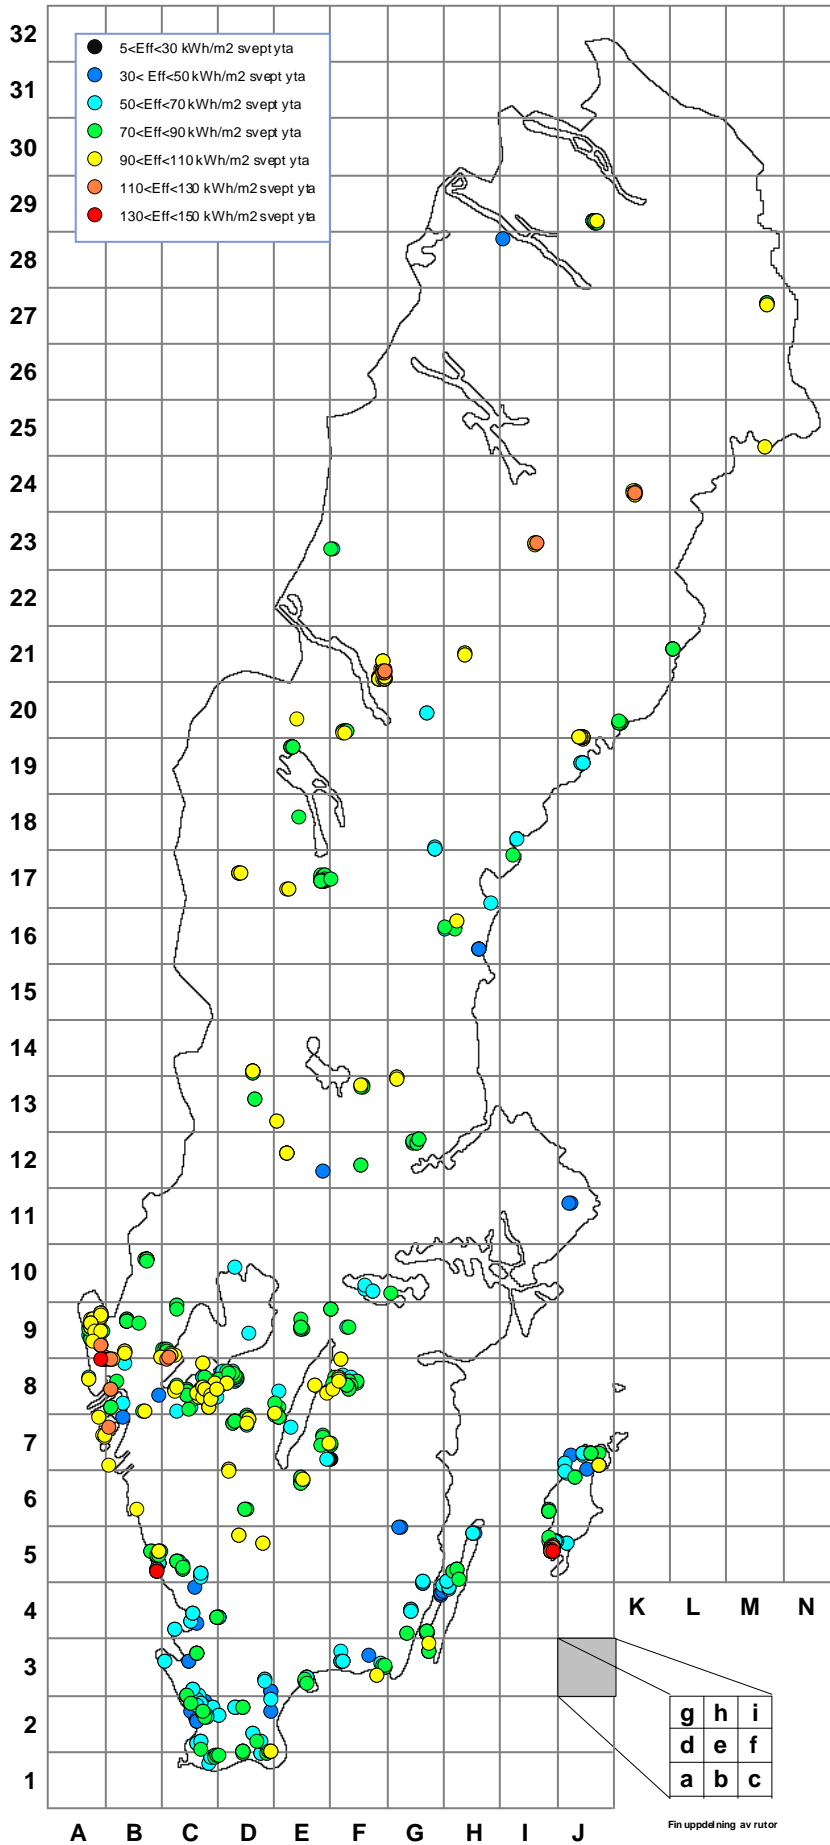 32
5<Eff<30 kWh/m2 svept yta
30< Eff<50 kWh/m2 svept yta
31
50<Eff<70 kWh/m2 svept yta
70<Eff<90 kWh/m2 svept yta
30
90<Eff<110 kWh/m2 svept yta
110<Eff<130 kWh/m2 svept yta
29
130<Eff<150 kWh/m2 svept yta
28
27
26
25
24
23
22
21
20
19
18
17
16
15
14
13
12
11
10
9
8
7
6
5
4
K L M N
3
g h i
2
d e f
a b c
1
Fin uppdelning av rutor
A B C D E F G H I J